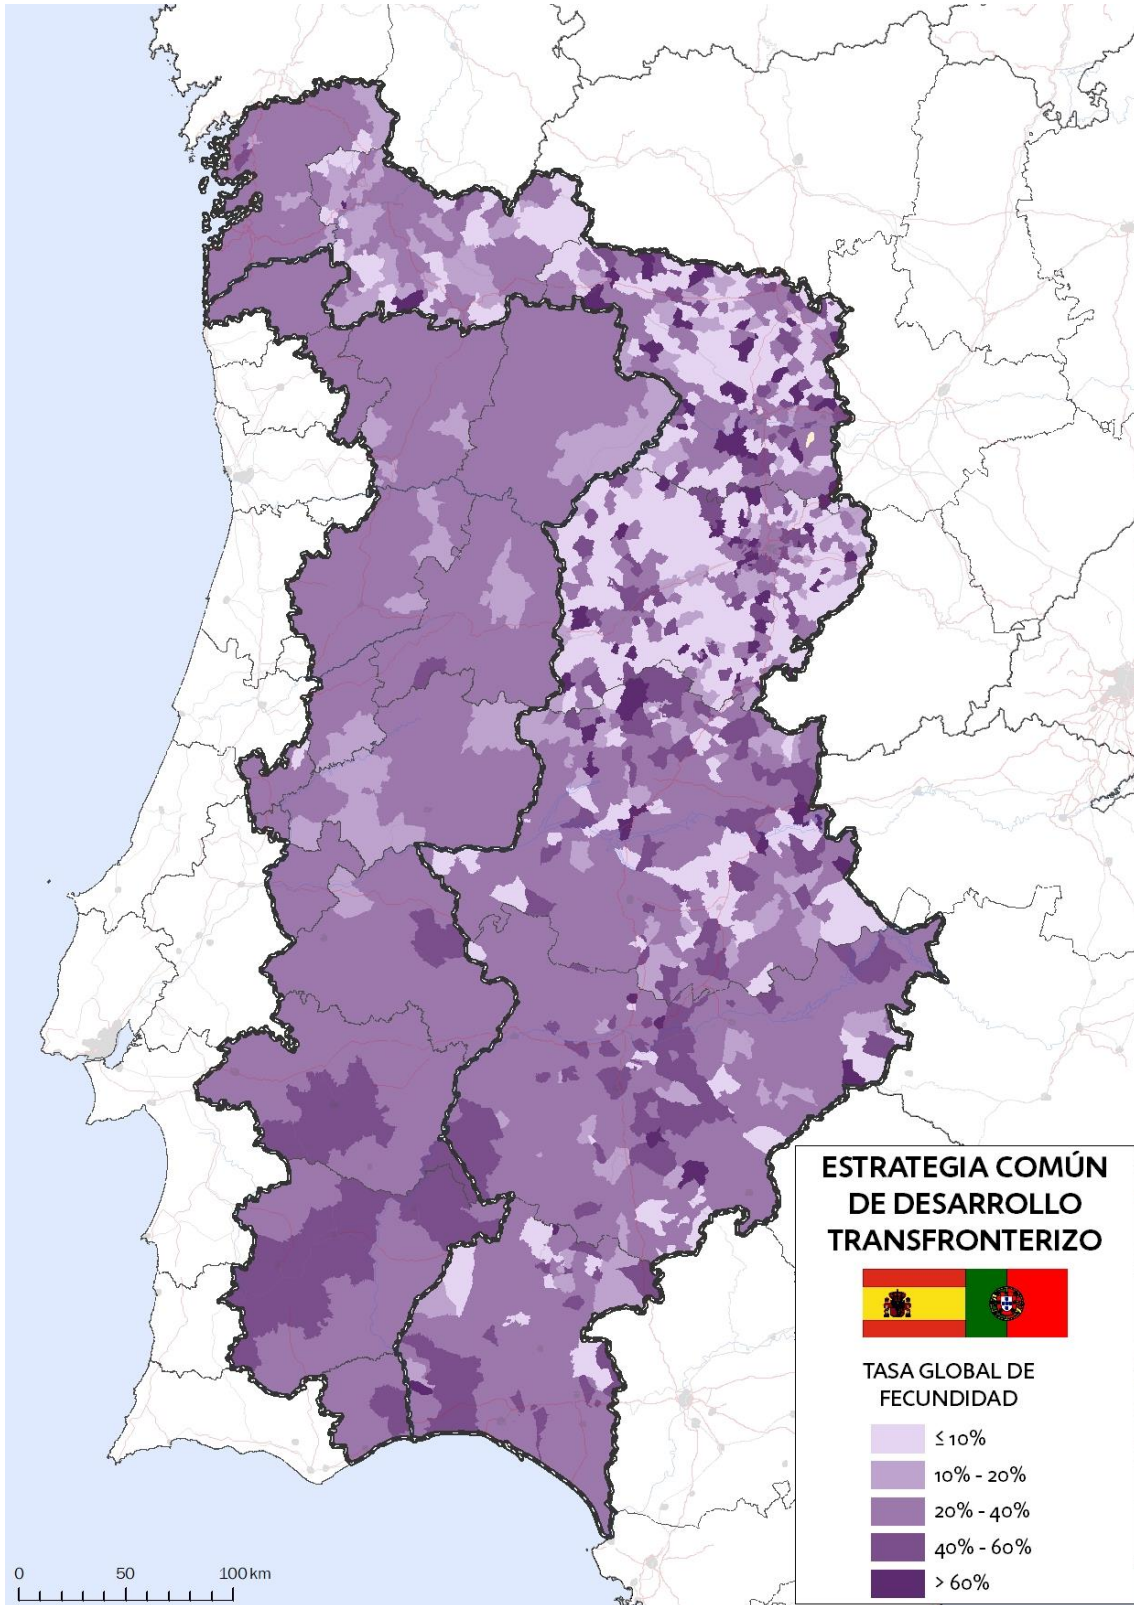 ESTRATEGIA COMÚN
DE DESARROLLO
TRANSFRONTERIZO
TASA GLOBAL DE
FECUNDIDAD
≤ 10%
10% - 20%
20% - 40%
40% - 60%
> 60%
0 50 100 km